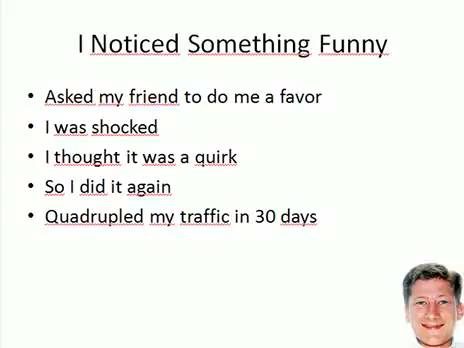 I Noticed Something Funny
• Asked my friend to do me a favor
• I was shocked
• I thought it was a quirk
• So I did it again
• Quadrupled my traffic in 30 days